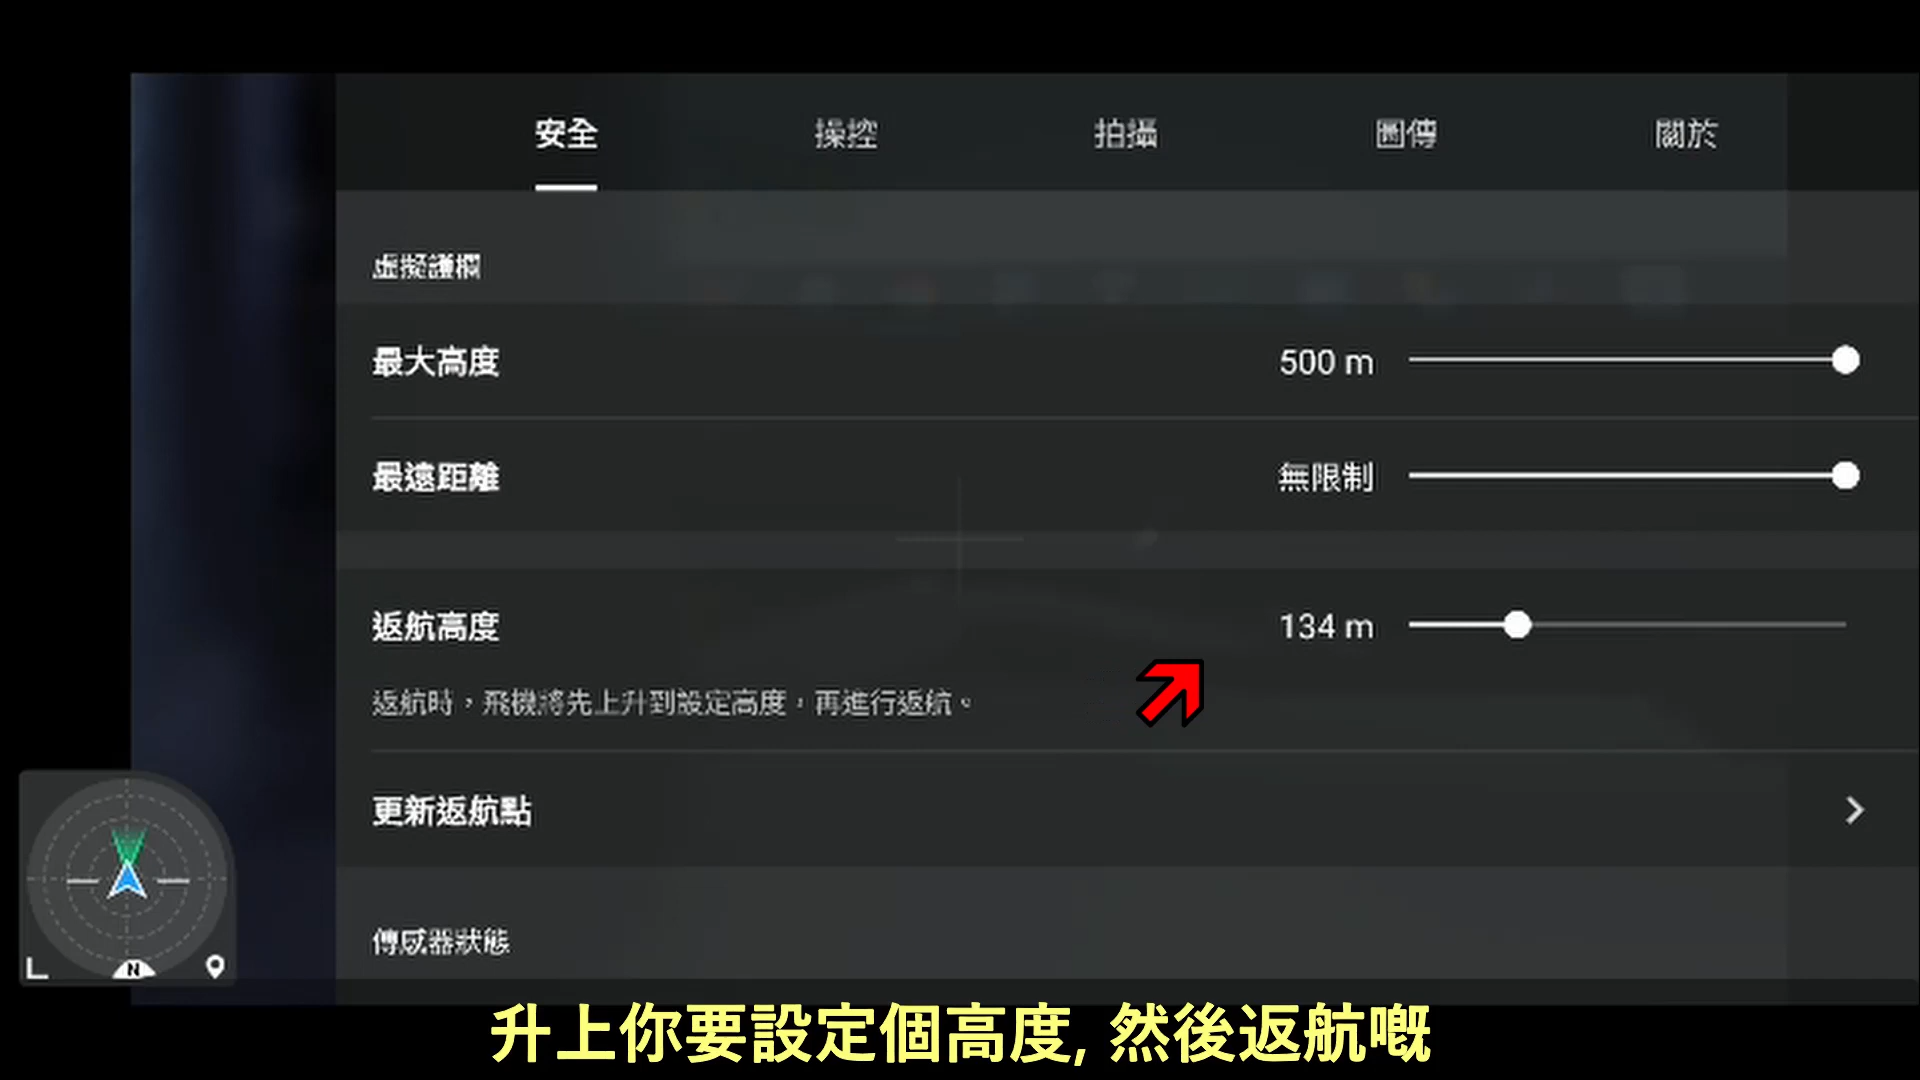 安全 操控 拍攝 圖傳 關於
虛擬護欄
最大高度 500 m
最遠距離 無限制
返航高度 134 m
返航時，飛機將先上升到設定高度，再進行返航。
更新返航點
傳感器狀態
N
升上你要設定個高度, 然後返航嘅